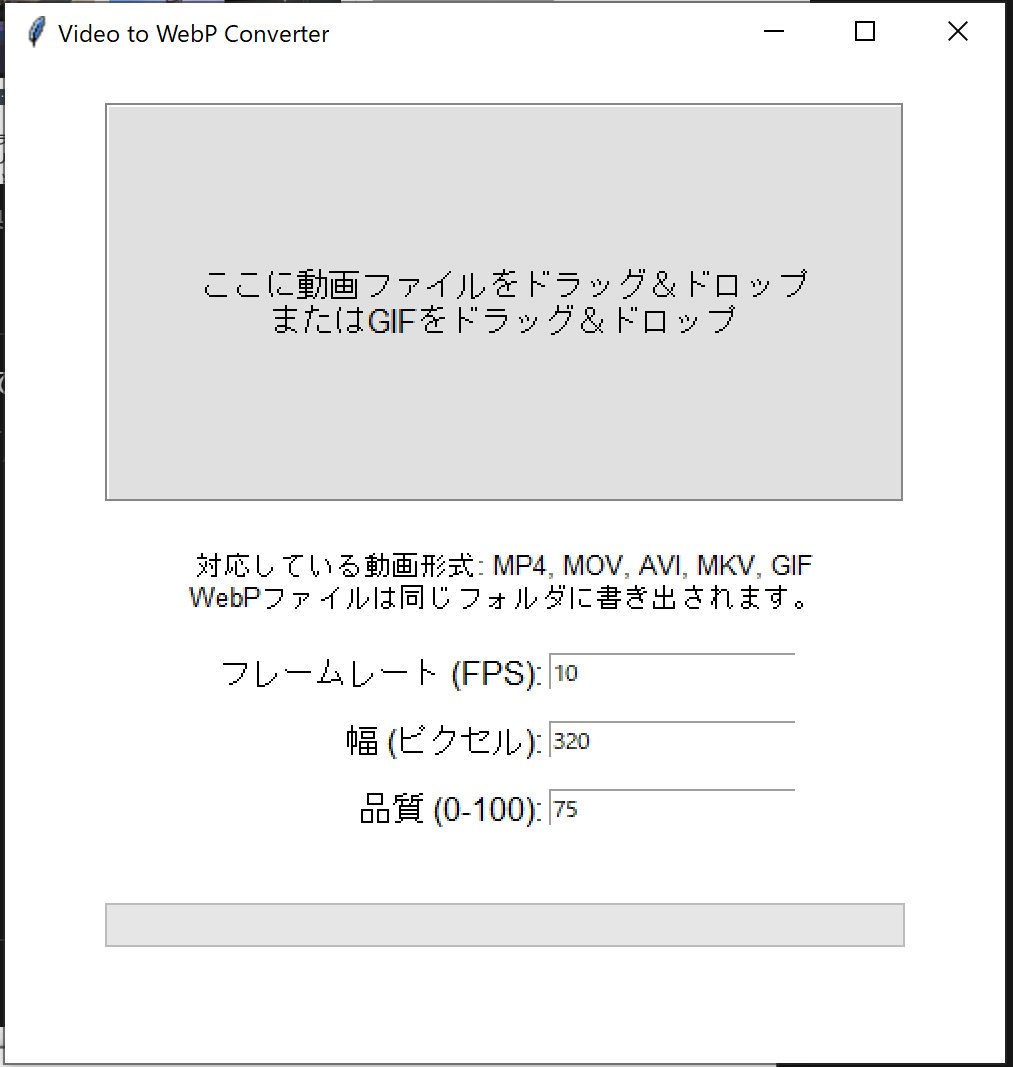 Video to WebP Converter
ここに動画ファイルをドラッグ＆ドロップ
またはGIFをドラッグ＆ドロップ
対応している動画形式: MP4, MOV, AVI, MKV, GIF
WebPファイルは同じフォルダに書き出されます。
フレームレート (FPS): 10
幅 (ピクセル): 320
品質 (0-100): 75